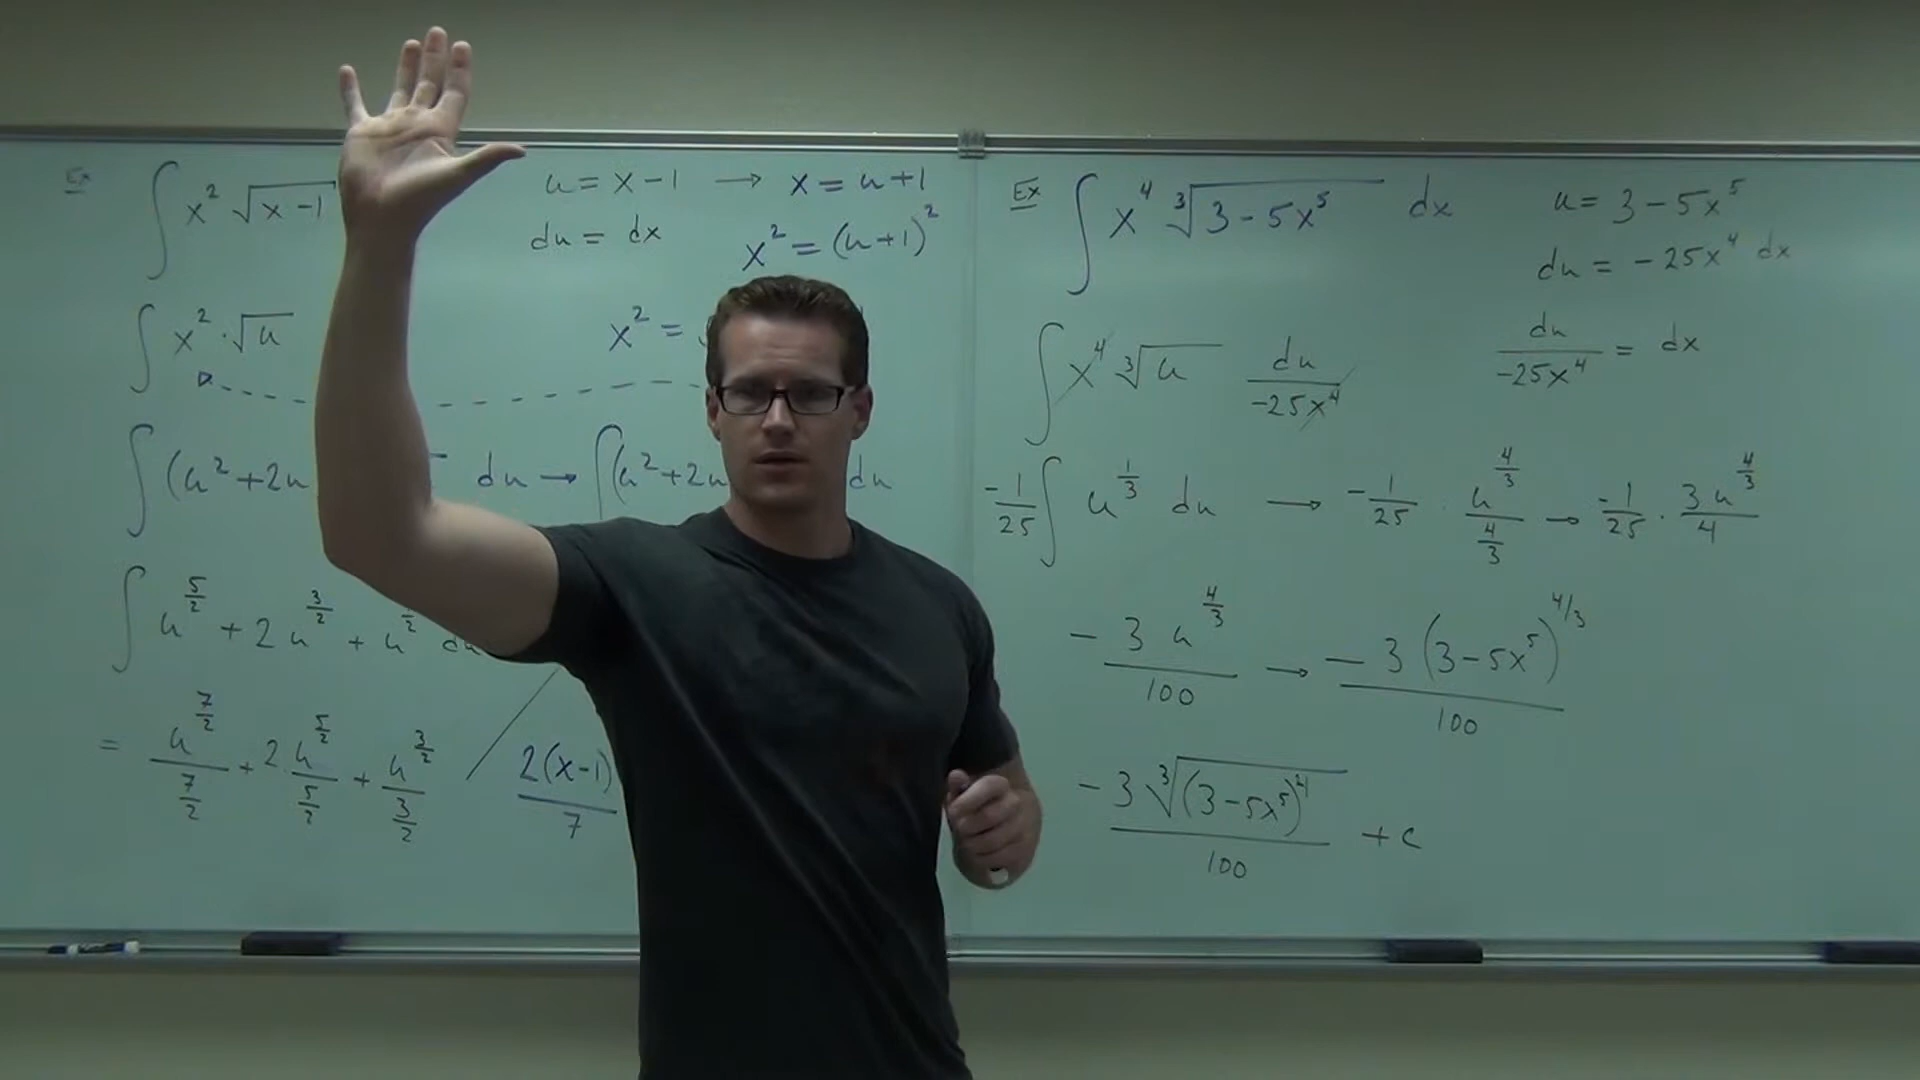 Ex ∫ x² √(x-1)
u = x-1 → x = u+1
du = dx
x² = (u+1)²
∫ x² · √u
x² =
∫ (u² + 2u
du → ∫ (u² + 2u
du
∫ u^(5/2) + 2u^(3/2) + u^(1/2) du
= u^(7/2)/(7/2) + 2 · u^(5/2)/(5/2) + u^(3/2)/(3/2)
2(x-1)
7
Ex ∫ x⁴ ∛(3-5x⁵) dx
u = 3-5x⁵
du = -25x⁴ dx
du/(-25x⁴) = dx
∫ x⁴ ∛u du/(-25x⁴)
-1/25 ∫ u^(1/3) du → -1/25 · u^(4/3)/(4/3) → -1/25 · 3u^(4/3)/4
-3u^(4/3)/100 → -3(3-5x⁵)^(4/3)/100
-3∛((3-5x⁵)⁴)/100 + C